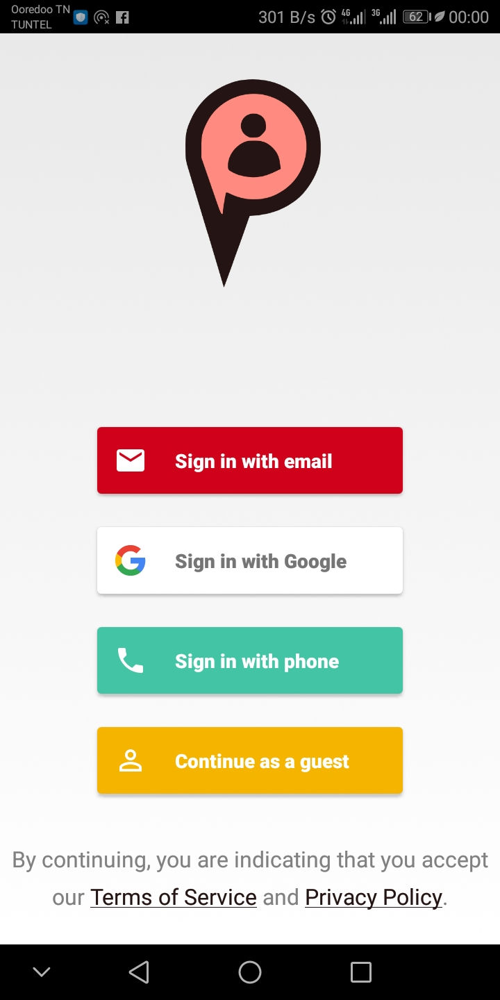 Ooredoo TN
TUNTEL
301 B/s 4G 3G 62 00:00
Sign in with email
Sign in with Google
Sign in with phone
Continue as a guest
By continuing, you are indicating that you accept
our Terms of Service and Privacy Policy.